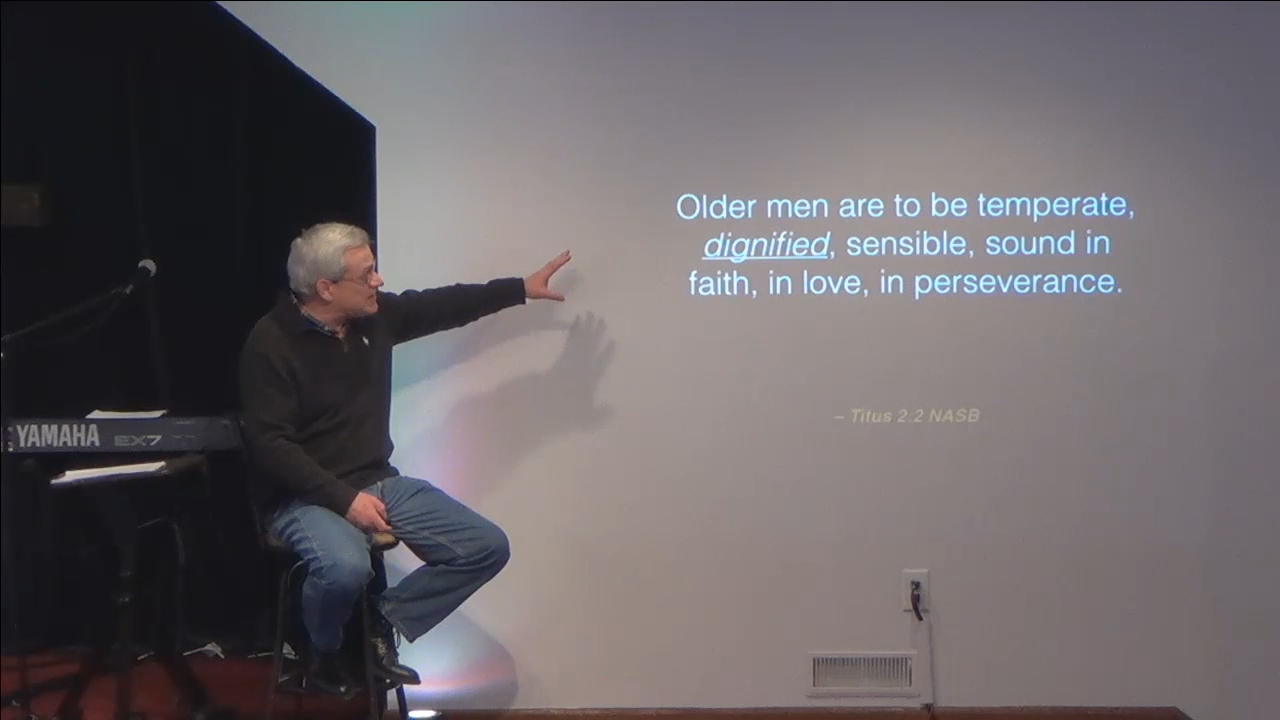 Older men are to be temperate,
dignified, sensible, sound in
faith, in love, in perseverance.
– Titus 2:2 NASB
YAMAHA EX7